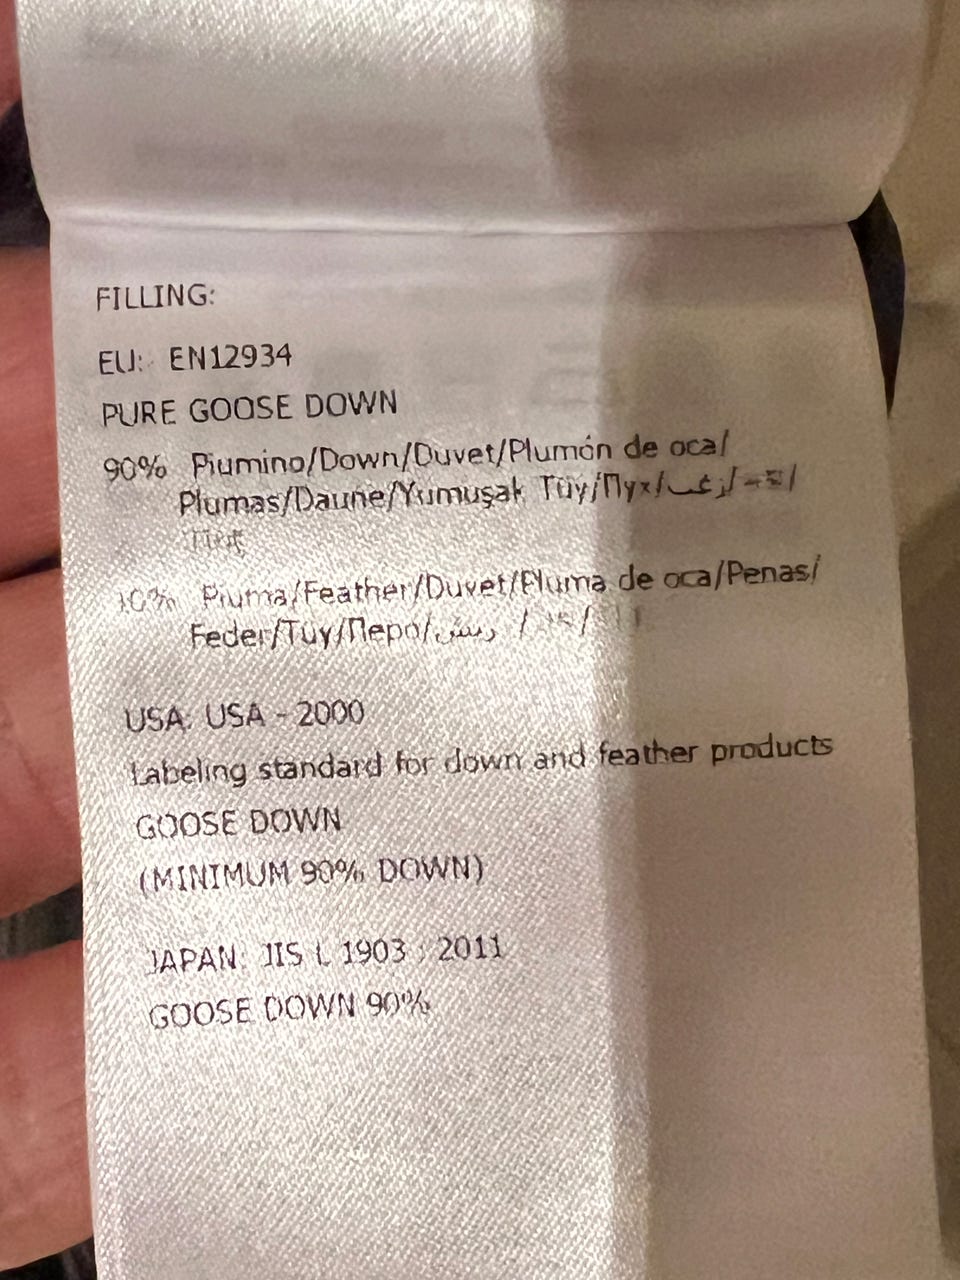 FILLING:
EU: EN12934
PURE GOOSE DOWN
90% Piumino/Down/Duvet/Plumón de oca/
Plumas/Daune/Yumuşak Tüy/Пух/زغب/
10% Piuma/Feather/Duvet/Pluma de oca/Penas/
Feder/Tüy/Перо/ريش/
USA: USA - 2000
Labeling standard for down and feather products
GOOSE DOWN
(MINIMUM 90% DOWN)
JAPAN: JIS L 1903 : 2011
GOOSE DOWN 90%